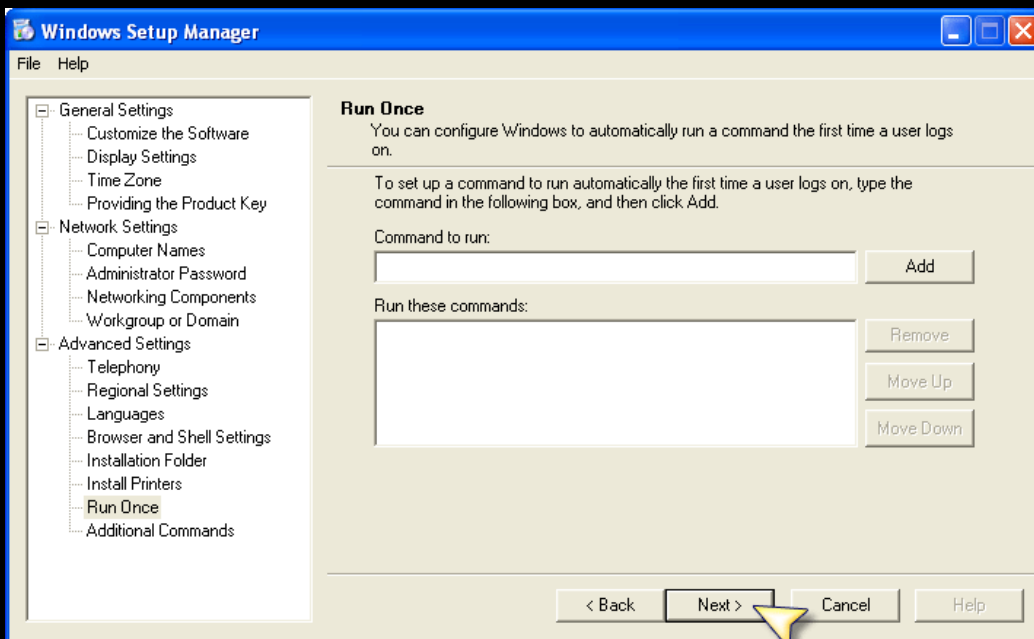 Windows Setup Manager
File Help
General Settings
Customize the Software
Display Settings
Time Zone
Providing the Product Key
Network Settings
Computer Names
Administrator Password
Networking Components
Workgroup or Domain
Advanced Settings
Telephony
Regional Settings
Languages
Browser and Shell Settings
Installation Folder
Install Printers
Run Once
Additional Commands
Run Once
You can configure Windows to automatically run a command the first time a user logs
on.
To set up a command to run automatically the first time a user logs on, type the
command in the following box, and then click Add.
Command to run:
Add
Run these commands:
Remove
Move Up
Move Down
< Back Next > Cancel Help